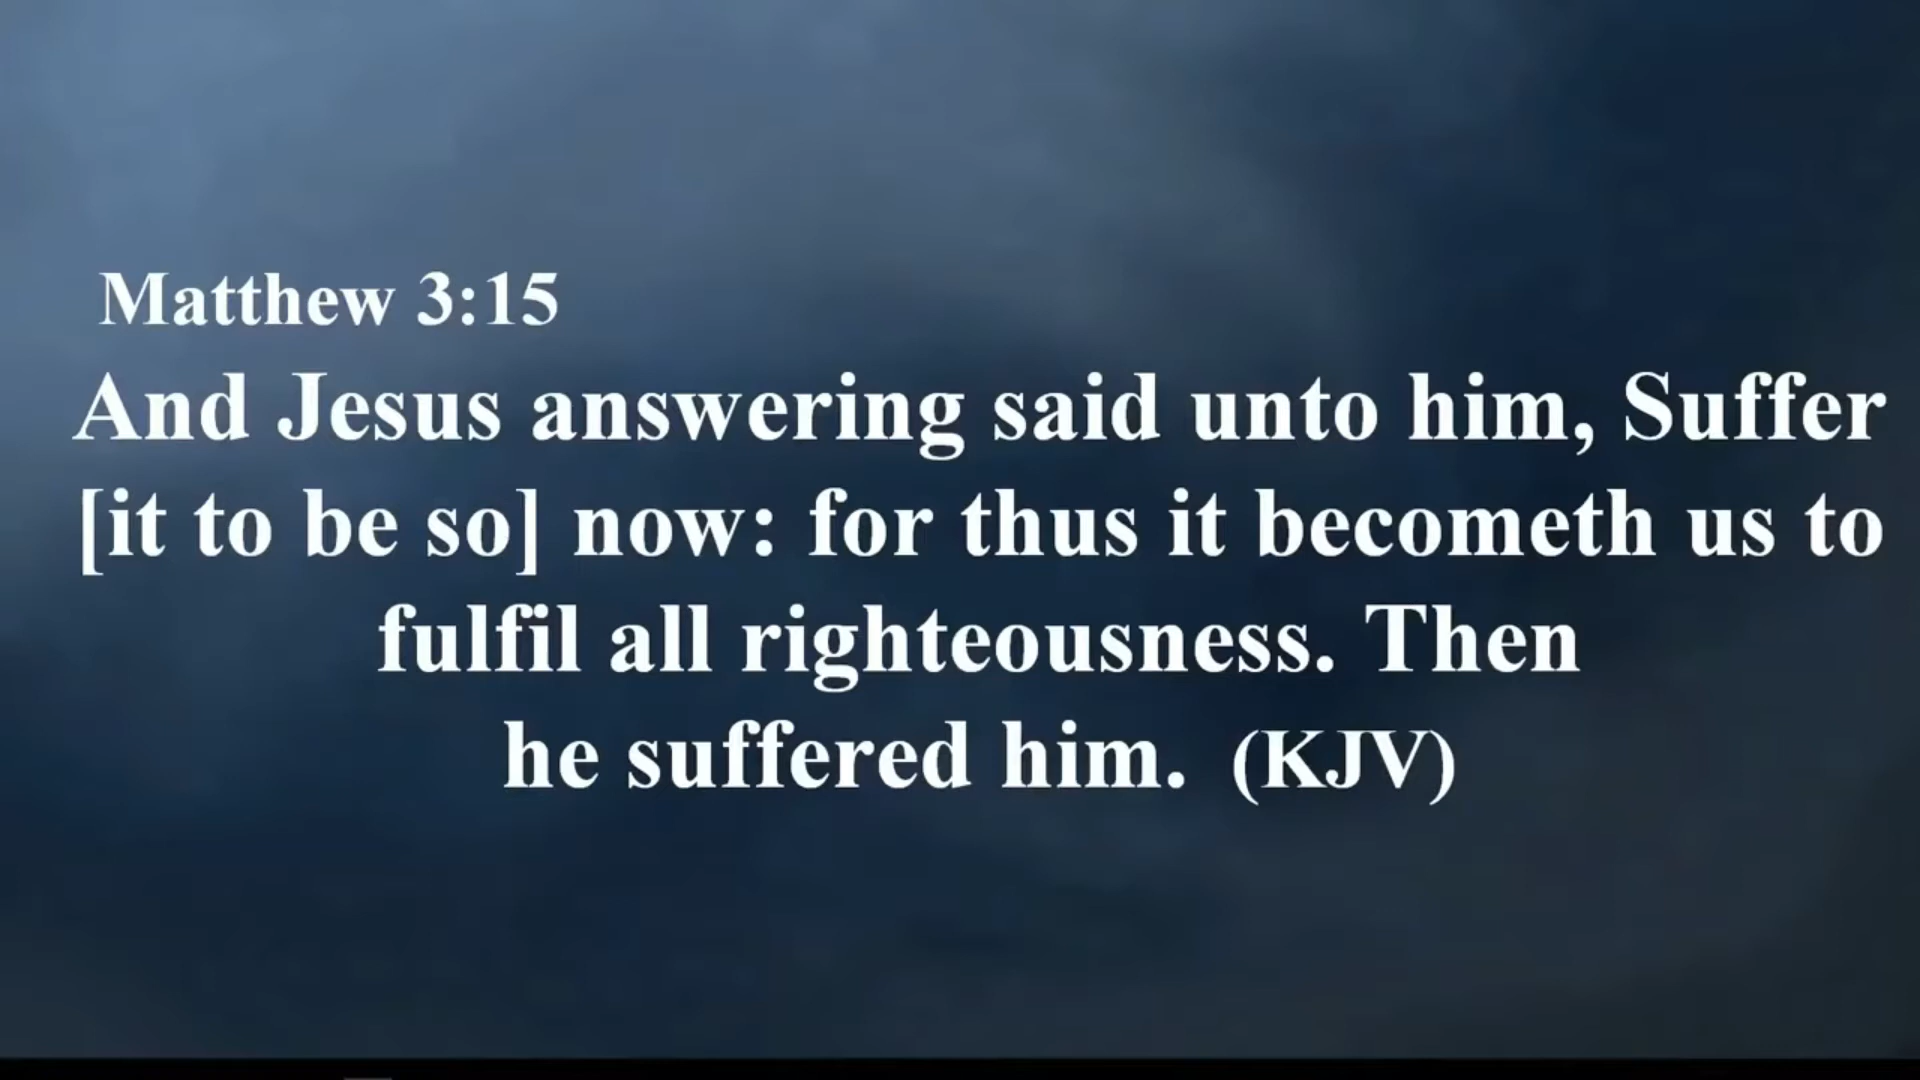 Matthew 3:15
And Jesus answering said unto him, Suffer
[it to be so] now: for thus it becometh us to
fulfil all righteousness. Then
he suffered him. (KJV)